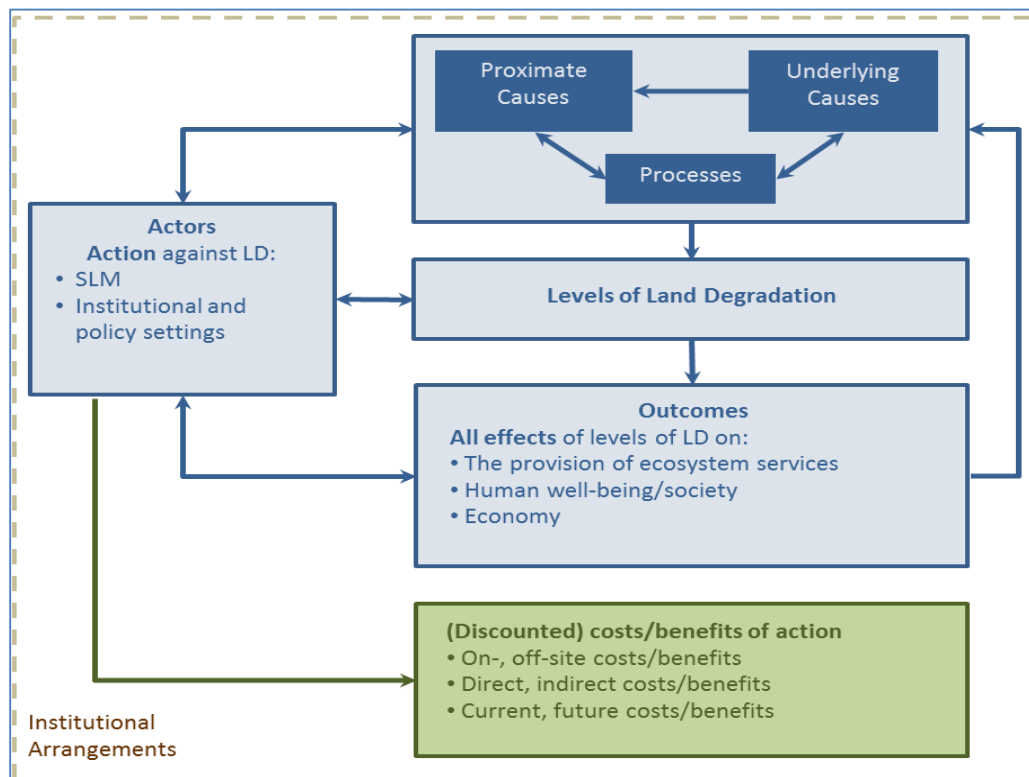 Proximate
Causes
Underlying
Causes
Processes
Actors
Action against LD:
• SLM
• Institutional and
policy settings
Levels of Land Degradation
Outcomes
All effects of levels of LD on:
• The provision of ecosystem services
• Human well-being/society
• Economy
(Discounted) costs/benefits of action
• On-, off-site costs/benefits
• Direct, indirect costs/benefits
• Current, future costs/benefits
Institutional
Arrangements